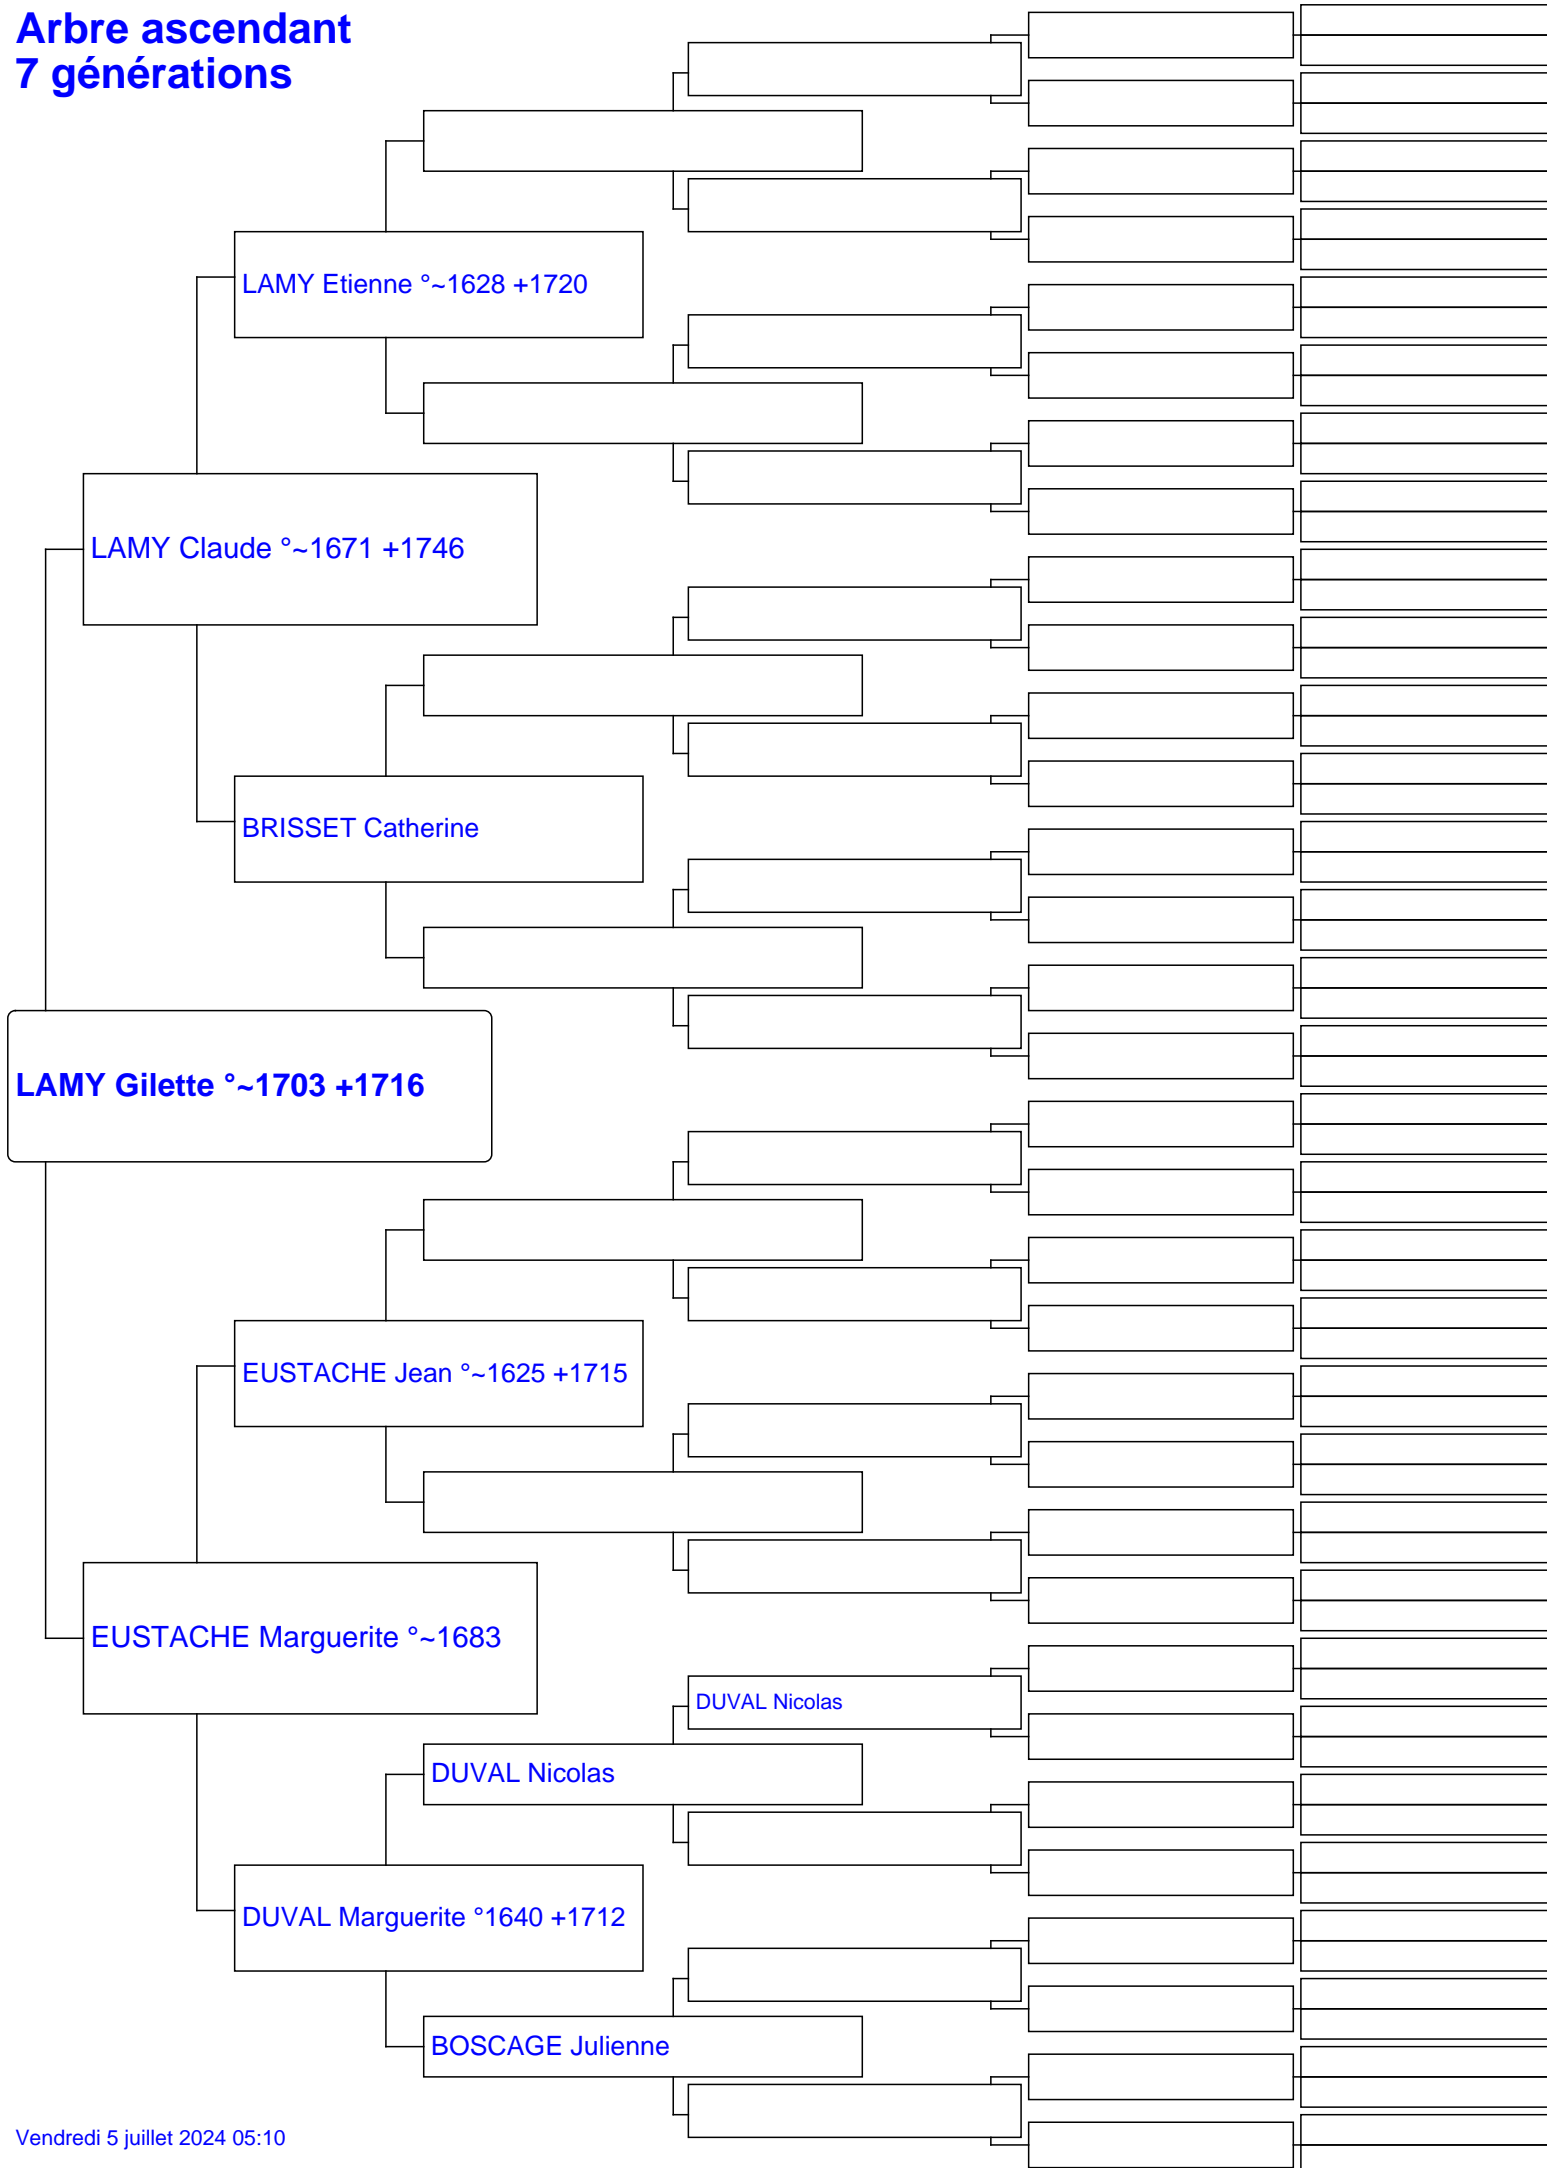 Arbre ascendant
7 générations
LAMY Etienne °~1628 +1720
LAMY Claude °~1671 +1746
BRISSET Catherine
LAMY Gilette °~1703 +1716
EUSTACHE Jean °~1625 +1715
EUSTACHE Marguerite °~1683
DUVAL Nicolas
DUVAL Nicolas
DUVAL Marguerite °1640 +1712
BOSCAGE Julienne
Vendredi 5 juillet 2024 05:10